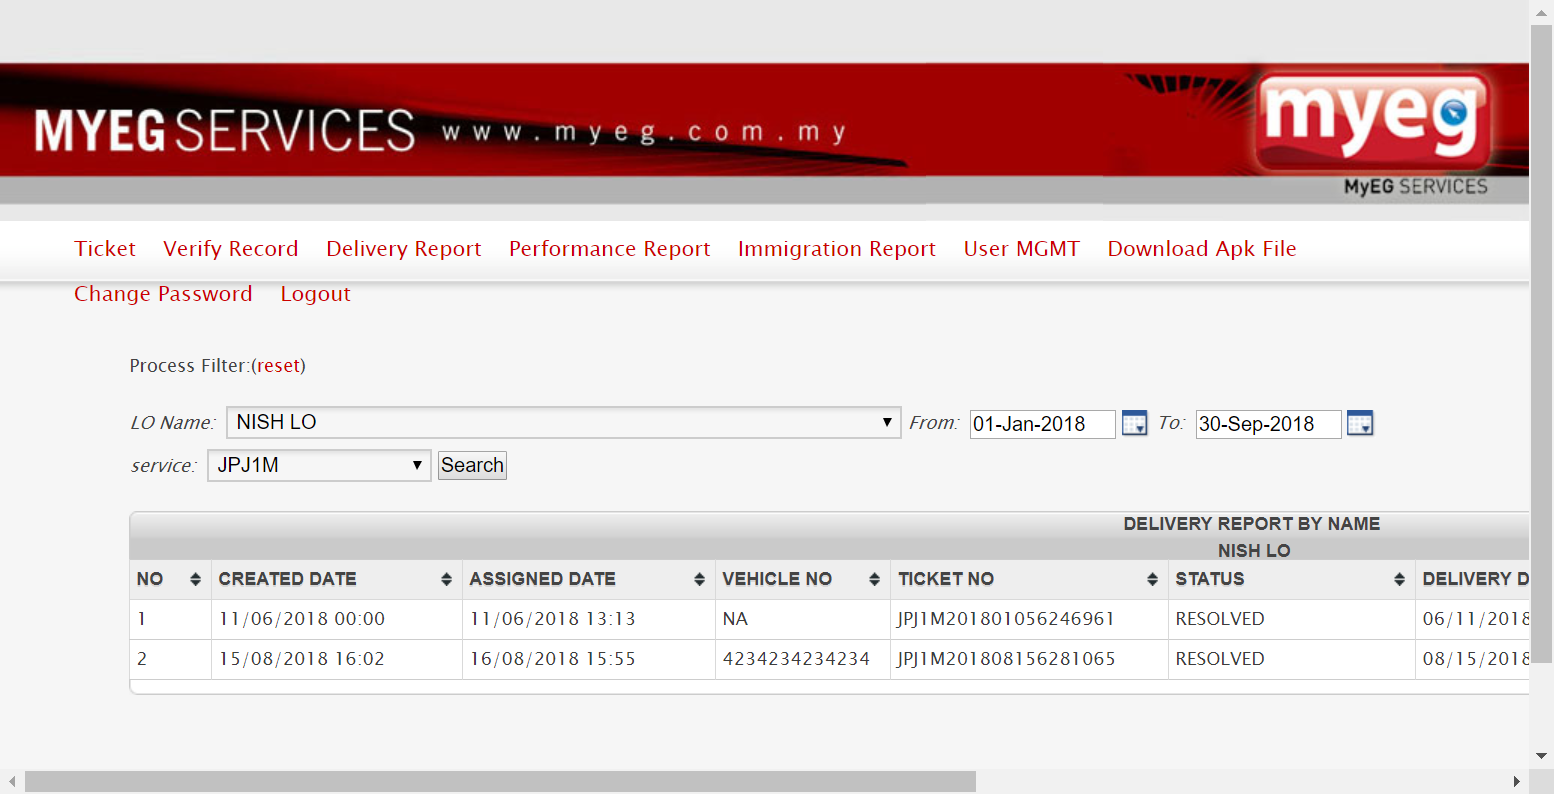 MYEG SERVICES www.myeg.com.my
myeg
MyEG SERVICES
Ticket Verify Record Delivery Report Performance Report Immigration Report User MGMT Download Apk File
Change Password Logout
Process Filter:(reset)
LO Name: NISH LO From: 01-Jan-2018 To: 30-Sep-2018
service: JPJ1M Search
DELIVERY REPORT BY NAME
NISH LO
NO CREATED DATE ASSIGNED DATE VEHICLE NO TICKET NO STATUS DELIVERY D
1 11/06/2018 00:00 11/06/2018 13:13 NA JPJ1M201801056246961 RESOLVED 06/11/2018
2 15/08/2018 16:02 16/08/2018 15:55 4234234234234 JPJ1M201808156281065 RESOLVED 08/15/2018